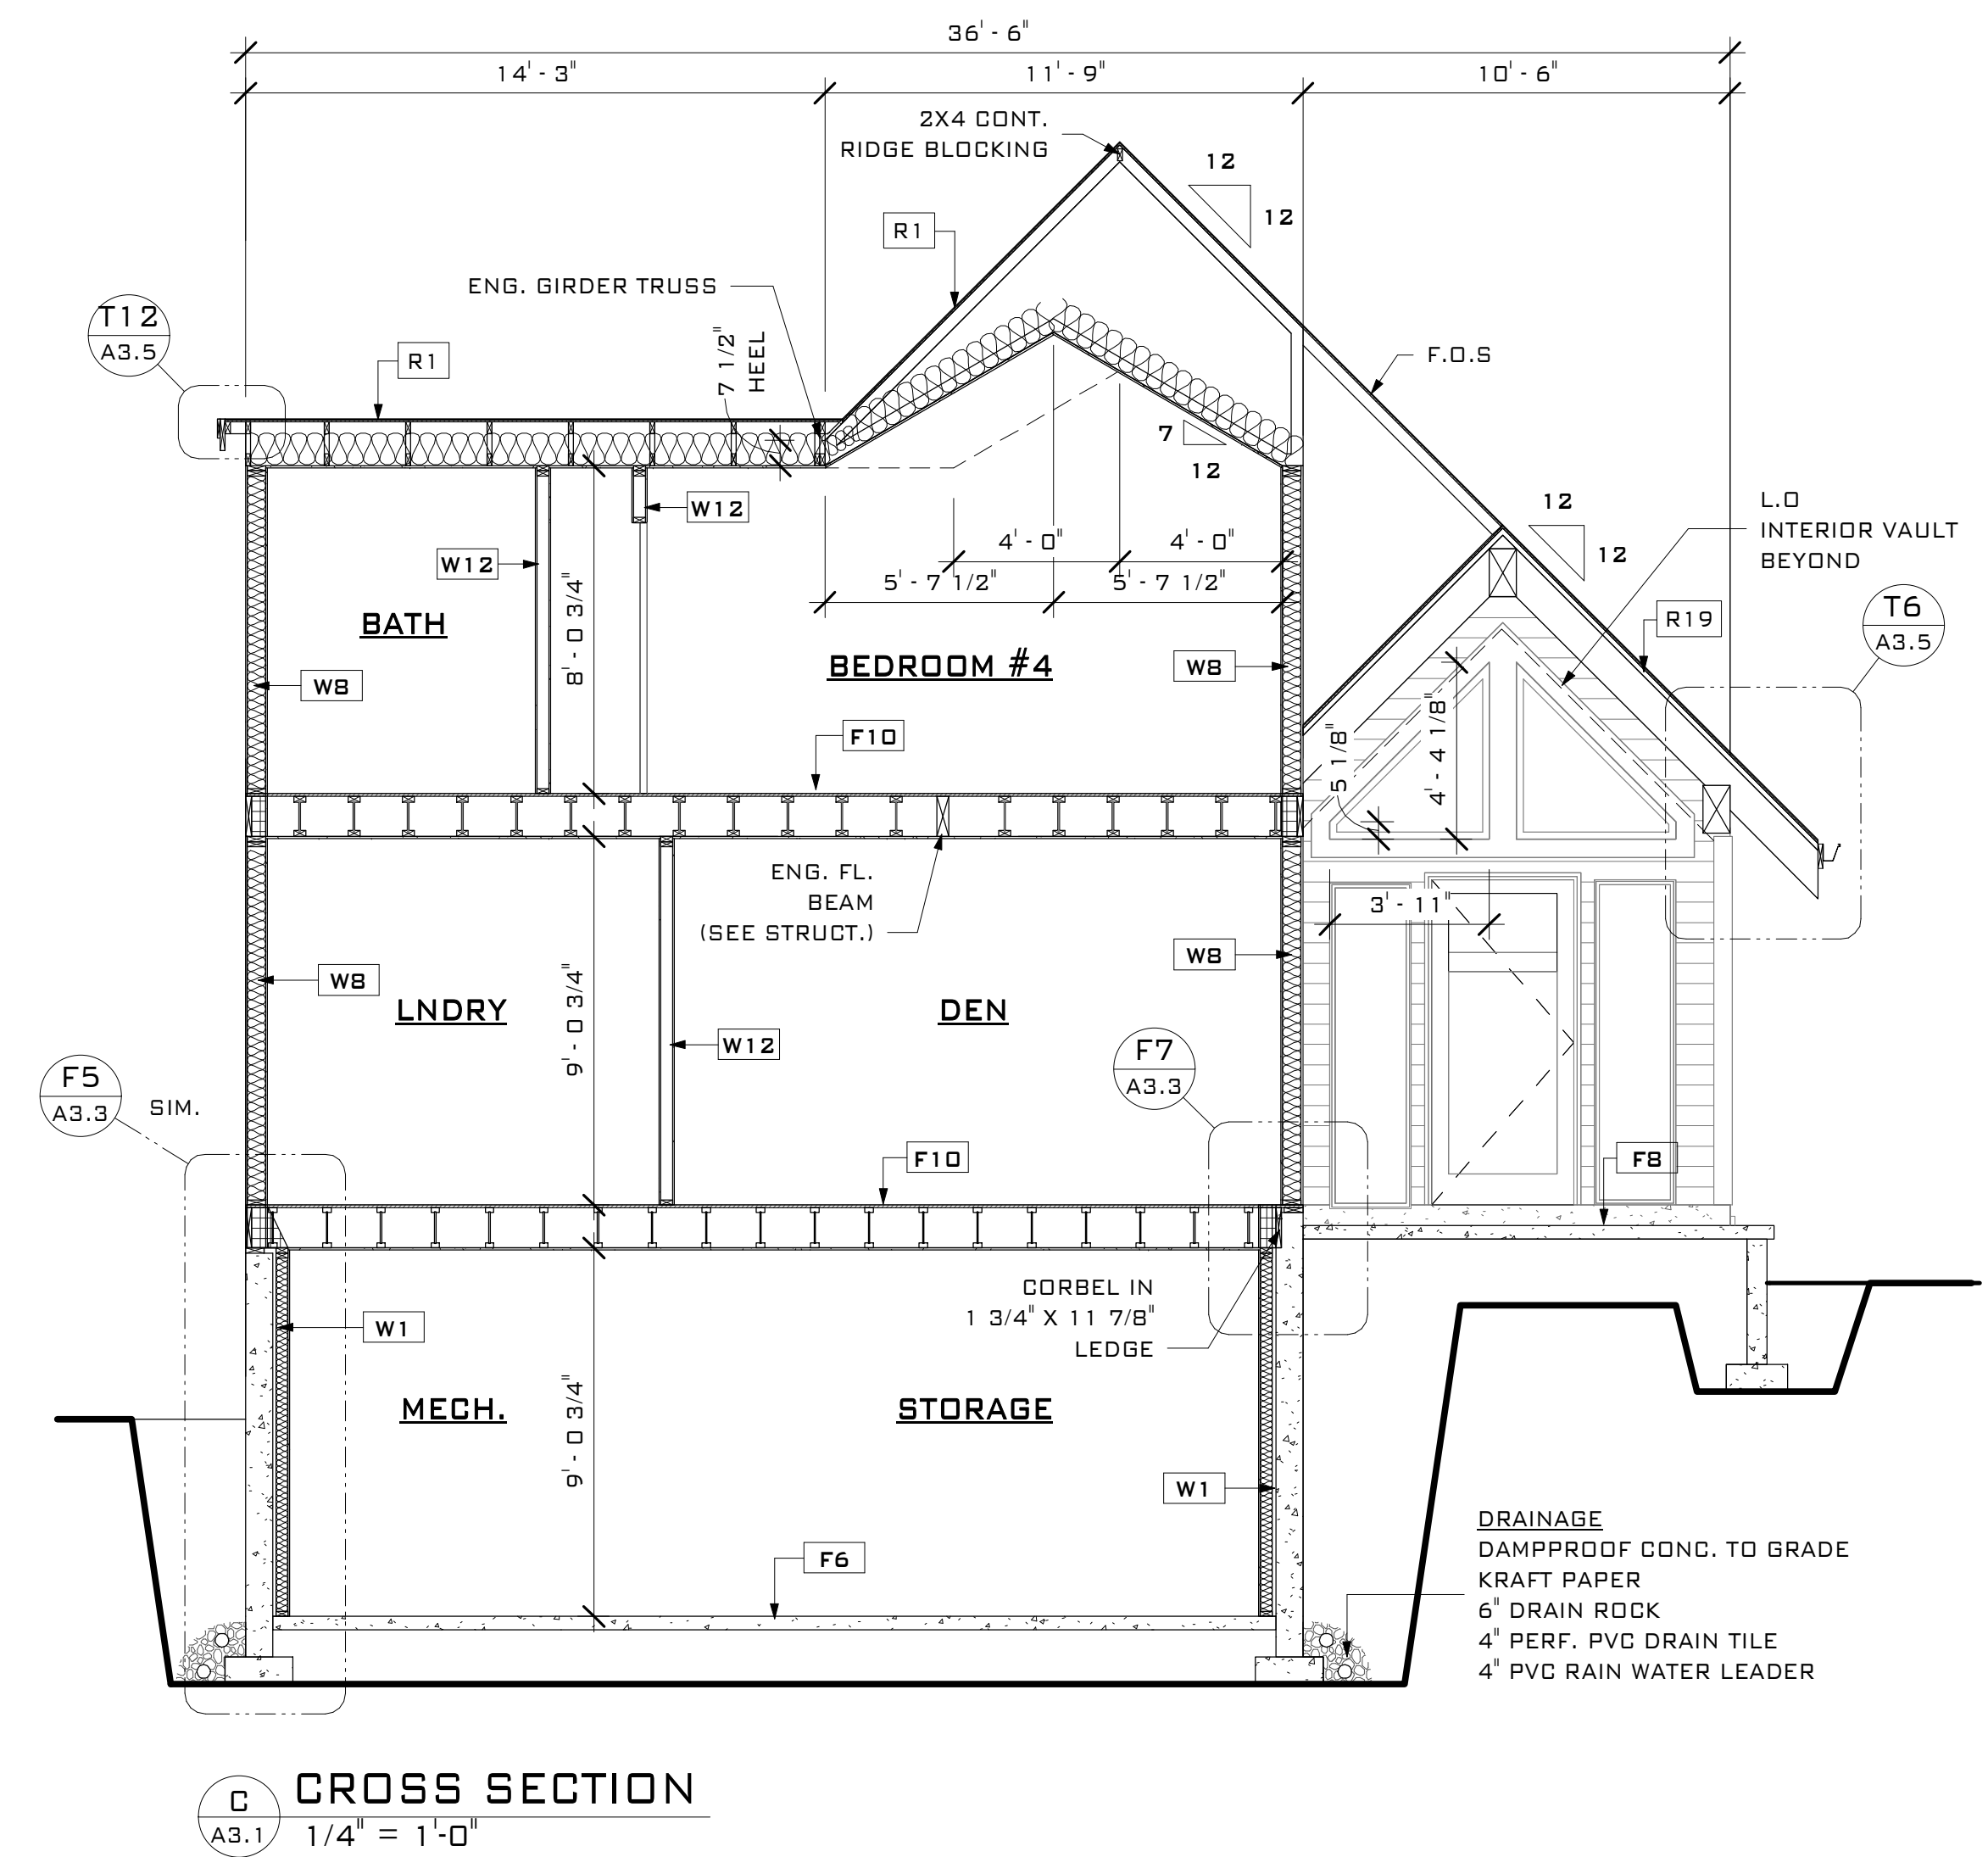 36' - 6"
14' - 3"
11' - 9"
10' - 6"
2X4 CONT.
RIDGE BLOCKING
12
12
R1
ENG. GIRDER TRUSS
T12
A3.5
R1
7 1/2"
HEEL
F.O.S
7
12
12
12
L.O
INTERIOR VAULT
BEYOND
W12
W12
4' - 0"
4' - 0"
5' - 7 1/2"
5' - 7 1/2"
8' - 0 3/4"
BATH
BEDROOM #4
R19
T6
A3.5
W8
W8
F10
5 1/8"
4' - 4 1/8"
ENG. FL.
BEAM
(SEE STRUCT.)
3' - 11"
W8
W8
LNDRY
9' - 0 3/4"
DEN
W12
F7
A3.3
F5
A3.3
SIM.
F10
F8
CORBEL IN
1 3/4" X 11 7/8"
LEDGE
W1
MECH.
9' - 0 3/4"
STORAGE
W1
F6
DRAINAGE
DAMPPROOF CONC. TO GRADE
KRAFT PAPER
6" DRAIN ROCK
4" PERF. PVC DRAIN TILE
4" PVC RAIN WATER LEADER
C
A3.1
CROSS SECTION
1/4" = 1'-0"